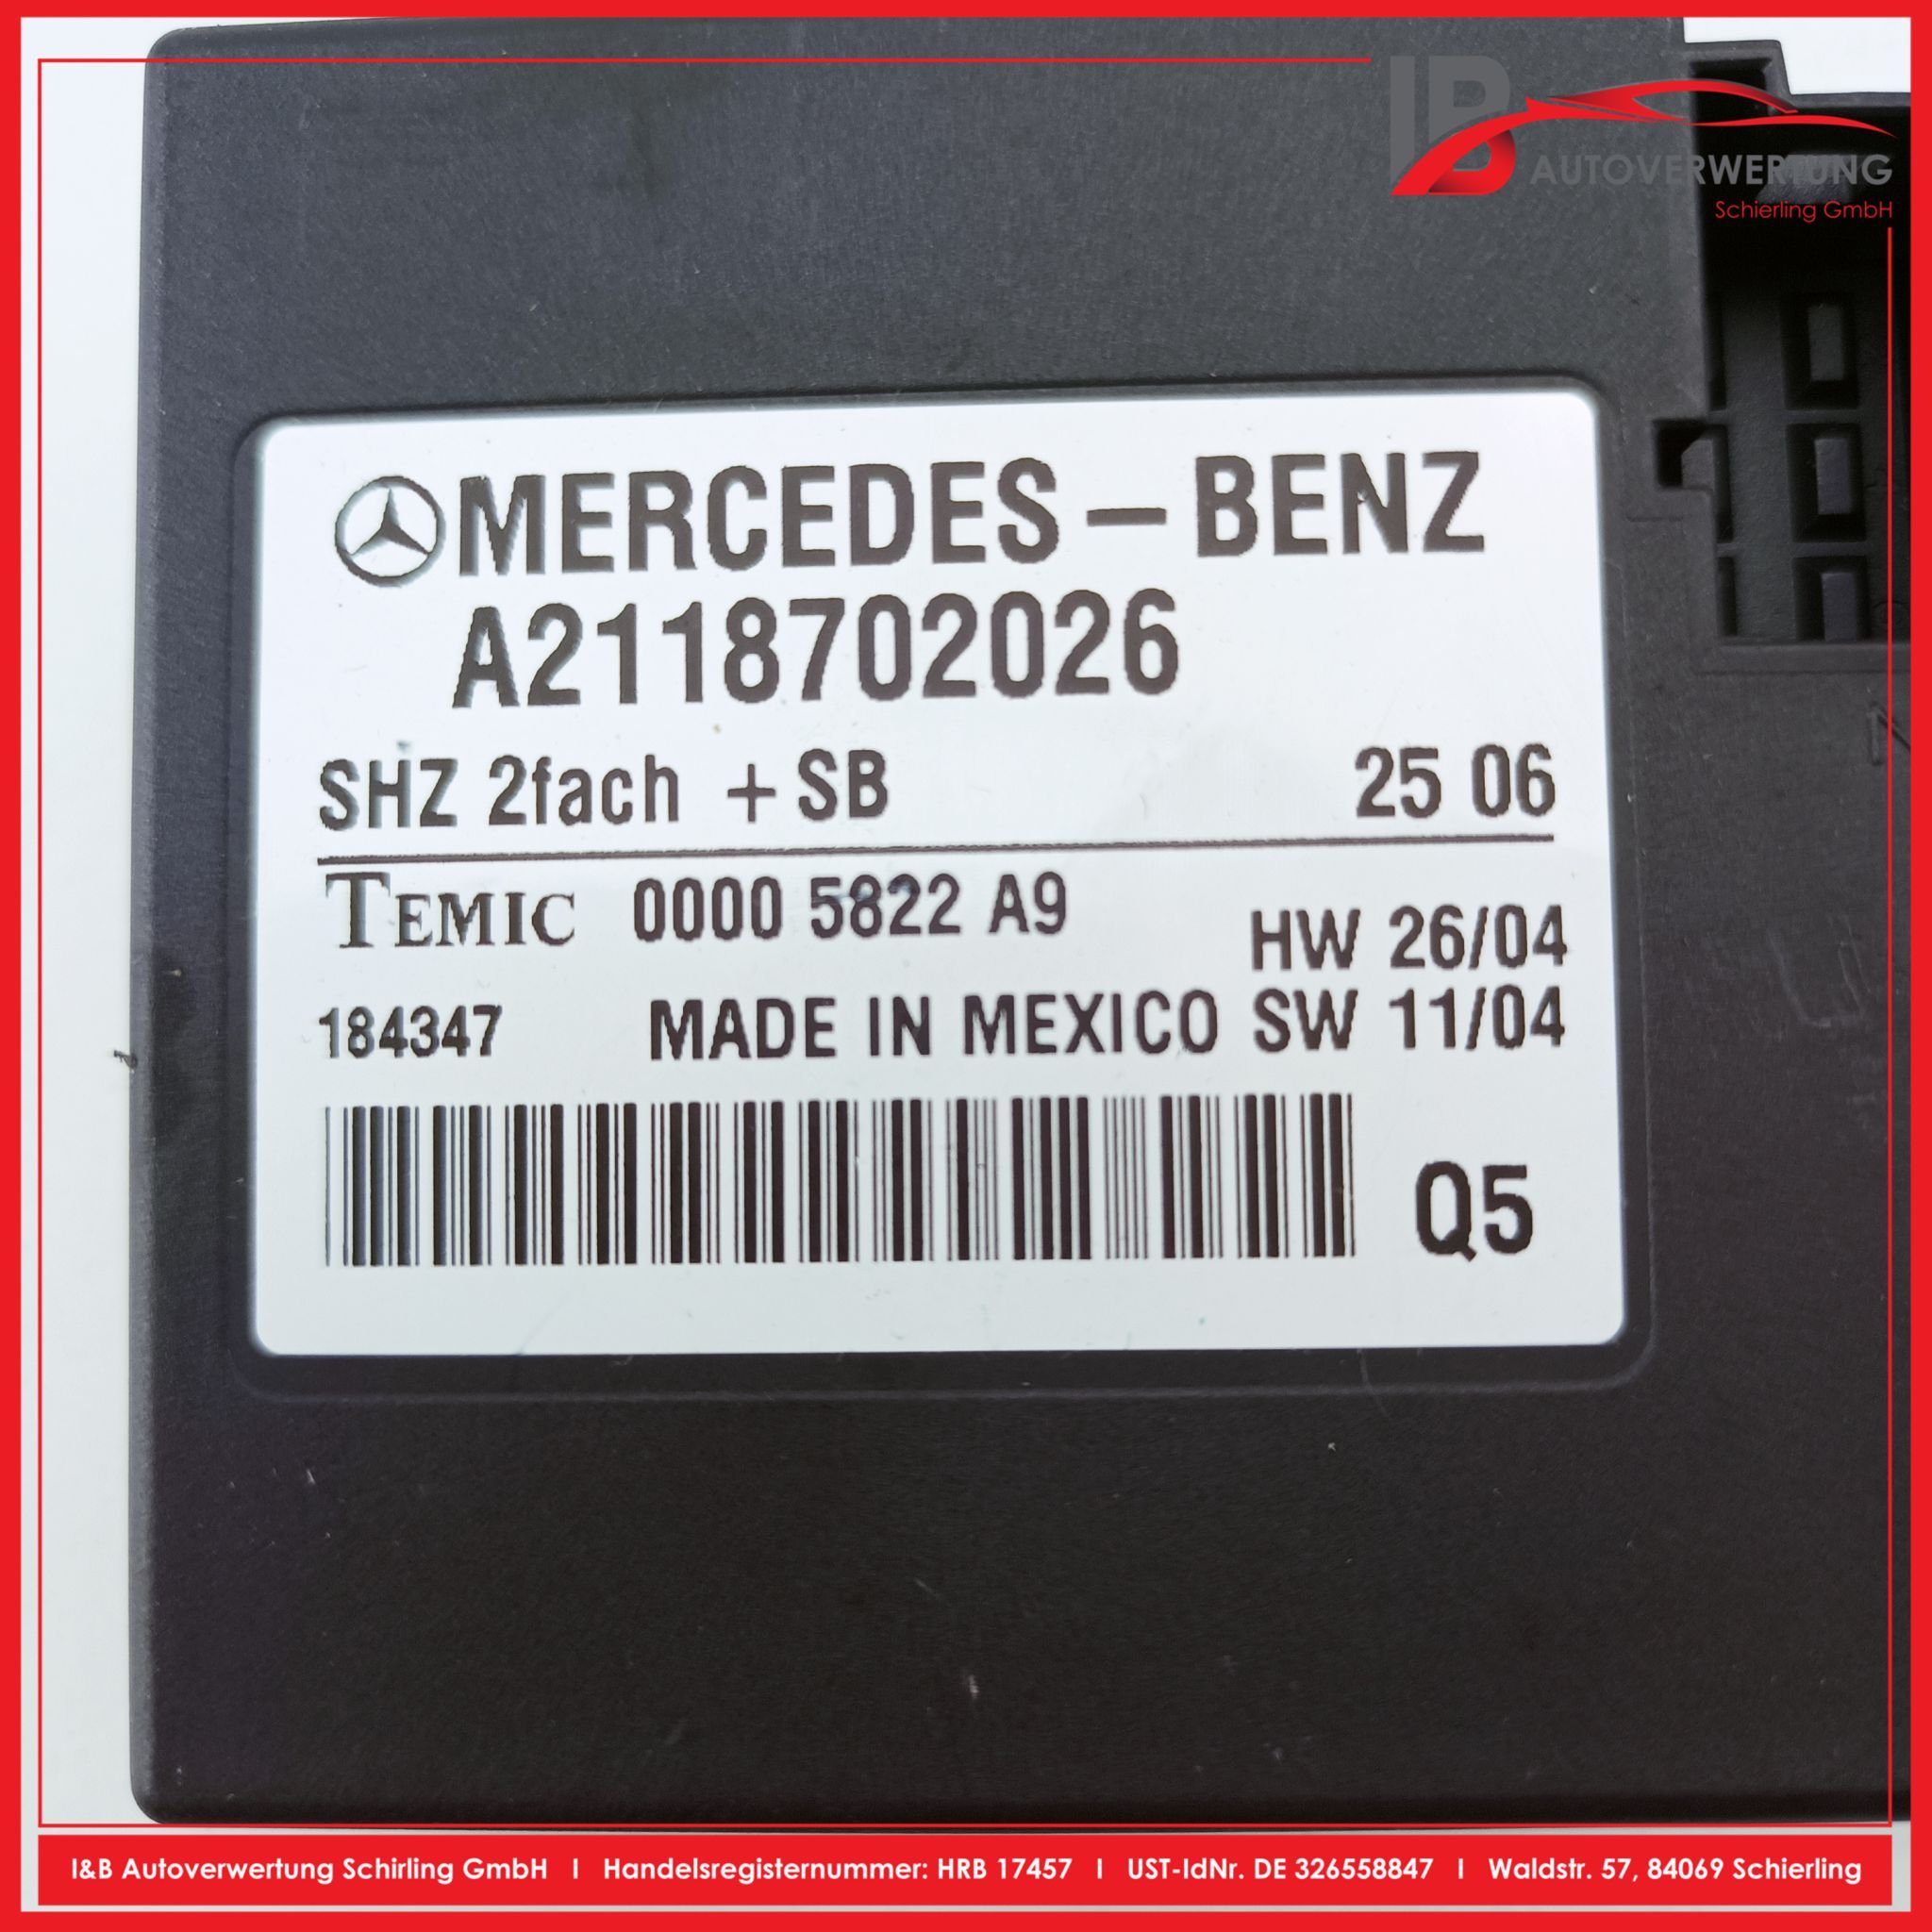 IB
AUTOVERWERTUNG
Schierling GmbH
MERCEDES-BENZ
A2118702026
SHZ 2fach + SB 25 06
TEMIC 0000 5822 A9 HW 26/04
184347 MADE IN MEXICO SW 11/04
Q5
I&B Autoverwertung Schirling GmbH I Handelsregisternummer: HRB 17457 I UST-IdNr. DE 326558847 I Waldstr. 57, 84069 Schierling